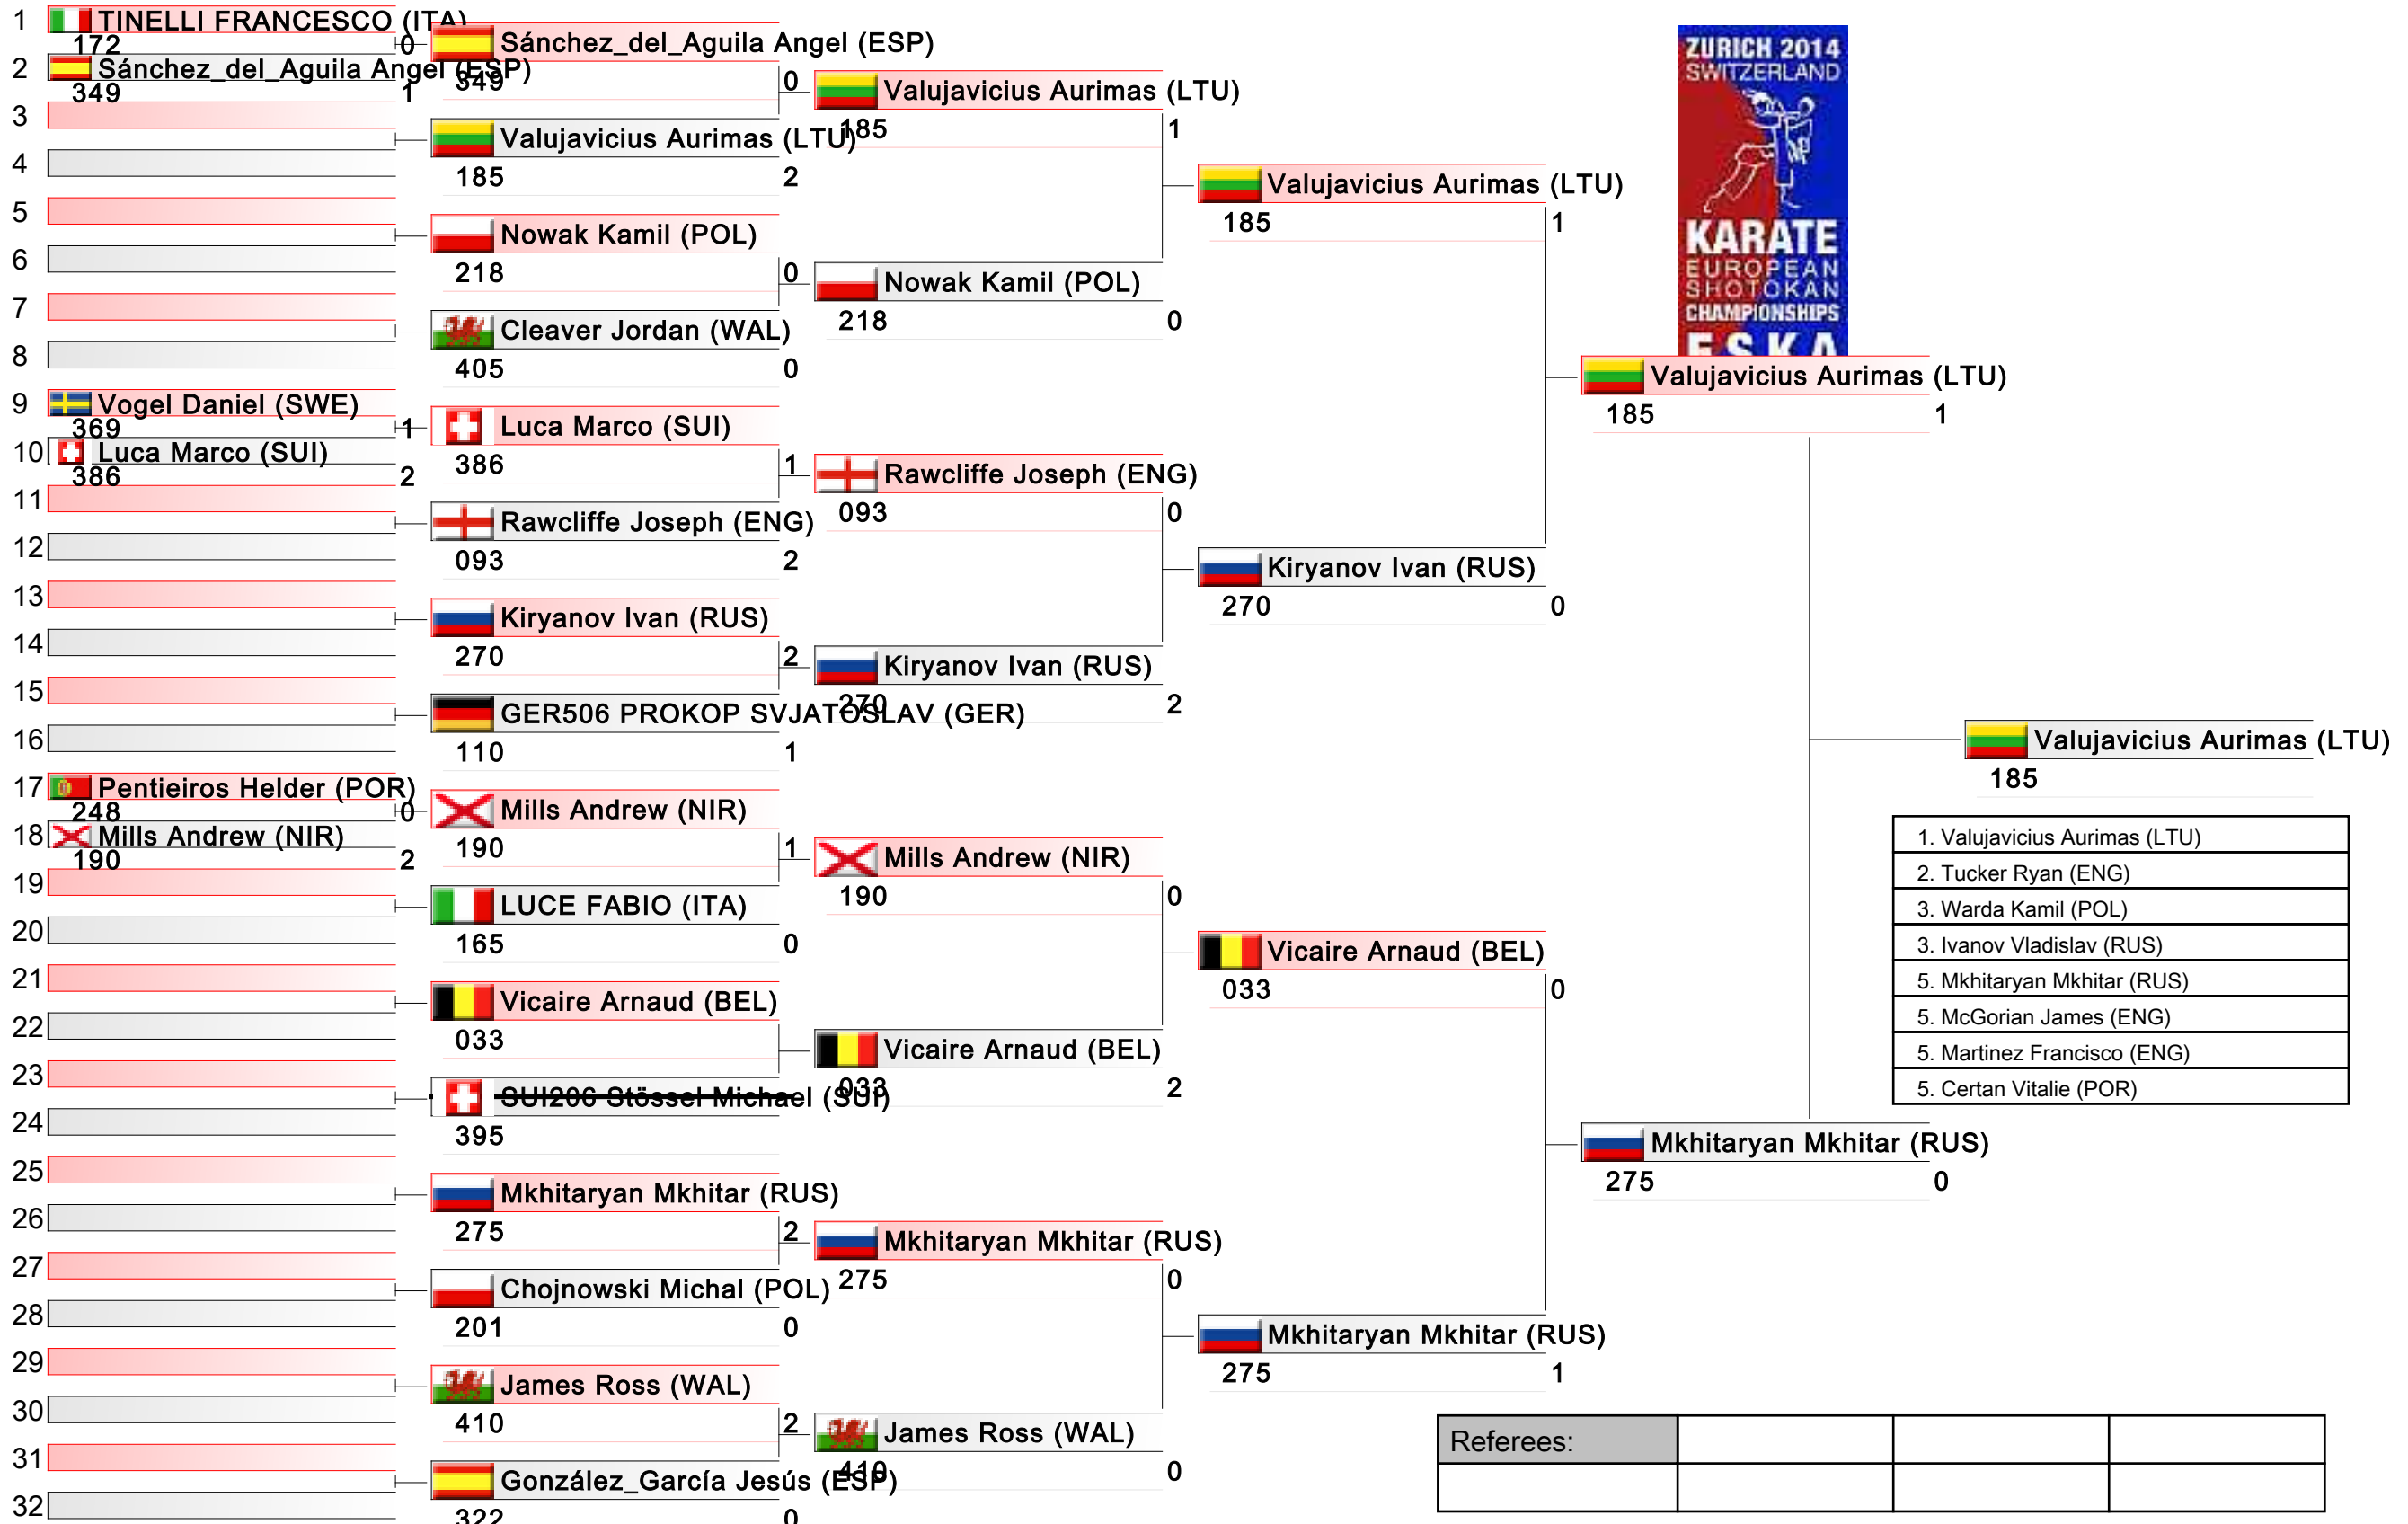 1 TINELLI FRANCESCO (ITA)
172 0
2 Sánchez_del_Aguila Angel (ESP)
349 1
3
4
5
6
7
8
9 Vogel Daniel (SWE)
369 1
10 Luca Marco (SUI)
386 2
11
12
13
14
15
16
17 Pentieiros Helder (POR)
248 0
18 Mills Andrew (NIR)
190 2
19
20
21
22
23
24
25
26
27
28
29
30
31
32
Sánchez_del_Aguila Angel (ESP)
349 0
Valujavicius Aurimas (LTU)
185 2
Nowak Kamil (POL)
218 0
Cleaver Jordan (WAL)
405 0
Luca Marco (SUI)
386 1
Rawcliffe Joseph (ENG)
093 2
Kiryanov Ivan (RUS)
270 2
GER506 PROKOP SVJATOSLAV (GER)
110 1
Mills Andrew (NIR)
190 1
LUCE FABIO (ITA)
165 0
Vicaire Arnaud (BEL)
033
SUI206 Stössel Michael (SUI)
395
Mkhitaryan Mkhitar (RUS)
275 2
Chojnowski Michal (POL)
201 0
James Ross (WAL)
410 2
González_García Jesús (ESP)
322 0
Valujavicius Aurimas (LTU)
185 1
Nowak Kamil (POL)
218 0
Rawcliffe Joseph (ENG)
093 0
Kiryanov Ivan (RUS)
270 2
Mills Andrew (NIR)
190 0
Vicaire Arnaud (BEL)
033 2
Mkhitaryan Mkhitar (RUS)
275 0
James Ross (WAL)
410 0
Valujavicius Aurimas (LTU)
185 1
Kiryanov Ivan (RUS)
270 0
Vicaire Arnaud (BEL)
033 0
Mkhitaryan Mkhitar (RUS)
275 1
ZURICH 2014
SWITZERLAND
KARATE
EUROPEAN
SHOTOKAN
CHAMPIONSHIPS
ESKA
Valujavicius Aurimas (LTU)
185 1
Mkhitaryan Mkhitar (RUS)
275 0
Valujavicius Aurimas (LTU)
185
1. Valujavicius Aurimas (LTU)
2. Tucker Ryan (ENG)
3. Warda Kamil (POL)
3. Ivanov Vladislav (RUS)
5. Mkhitaryan Mkhitar (RUS)
5. McGorian James (ENG)
5. Martinez Francisco (ENG)
5. Certan Vitalie (POR)
Referees: